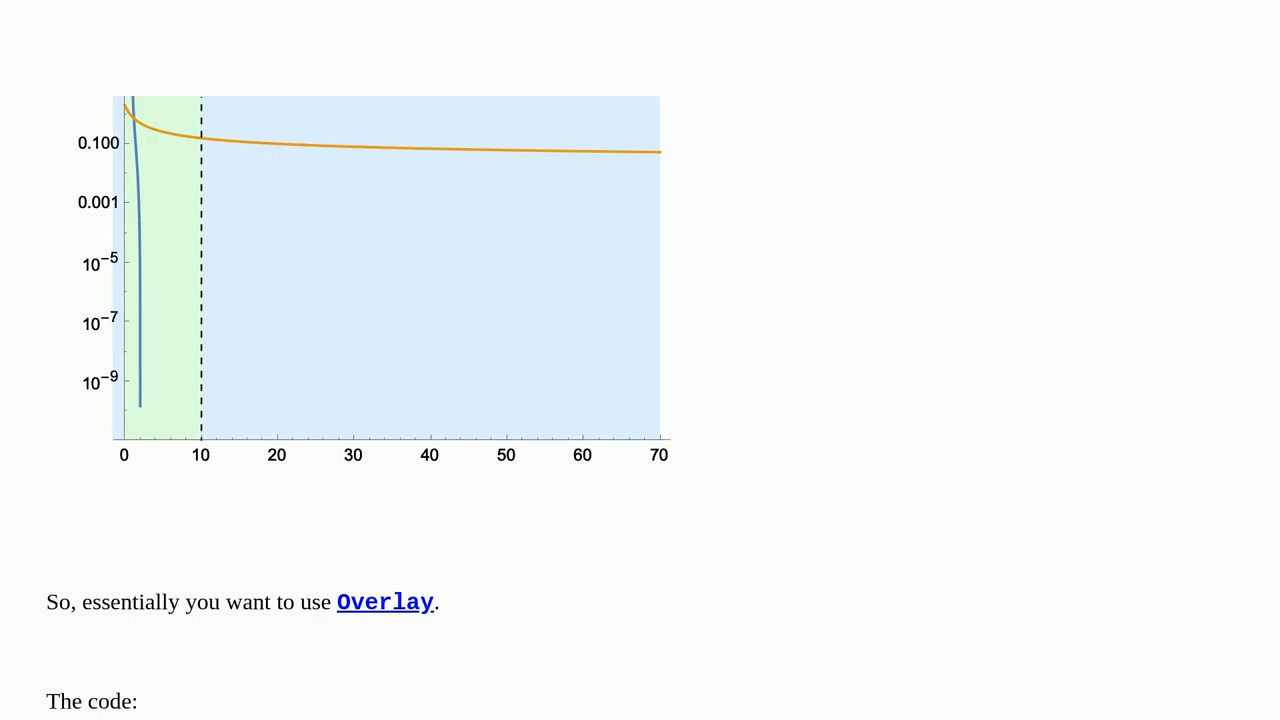 0.100
0.001
10−5
10−7
10−9
0 10 20 30 40 50 60 70
So, essentially you want to use Overlay.
The code: